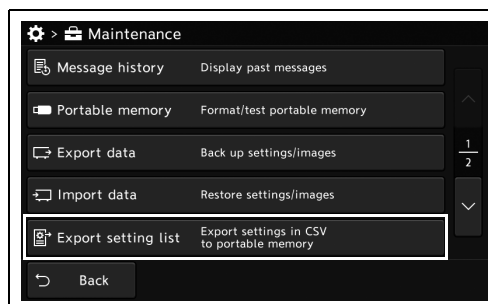 > Maintenance
Message history Display past messages
Portable memory Format/test portable memory
Export data Back up settings/images
Import data Restore settings/images
Export setting list Export settings in CSV
to portable memory
1
2
Back